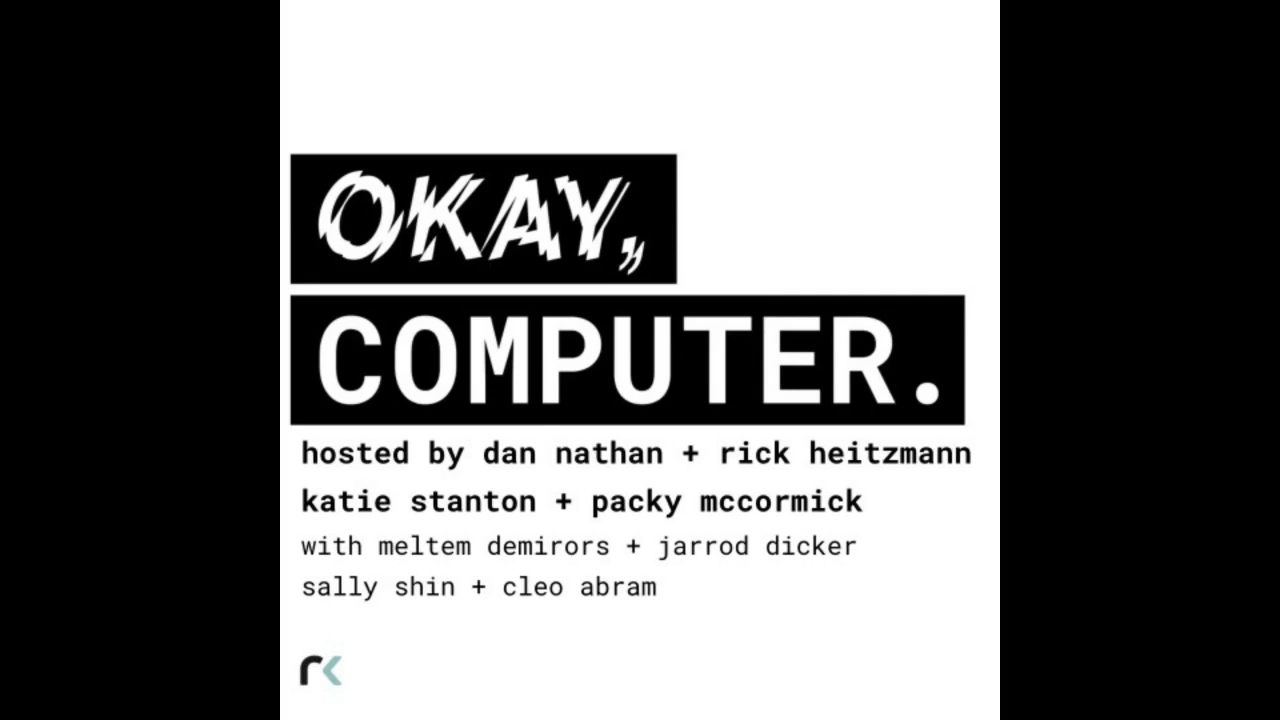 OKAY,
COMPUTER.
hosted by dan nathan + rick heitzmann
katie stanton + packy mccormick
with meltem demirors + jarrod dicker
sally shin + cleo abram
rk